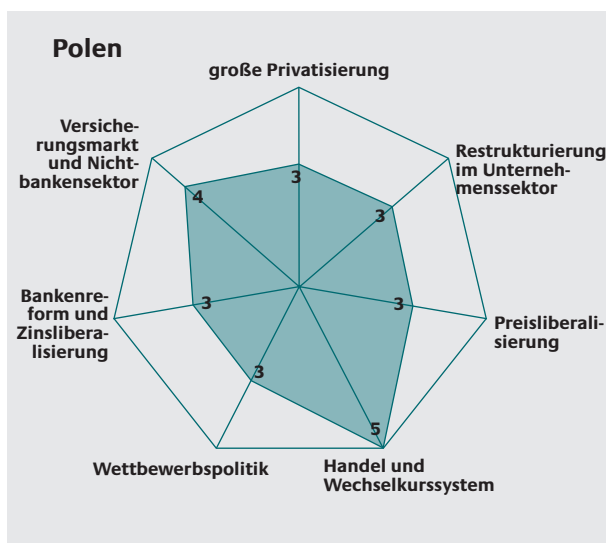 Polen
große Privatisierung
Versiche-
rungsmarkt
und Nicht-
bankensektor
Restrukturierung
im Unterneh-
menssektor
3
3
4
3
3
Bankenre-
form und
Zinslibera-
lisierung
Preisliberali-
sierung
3
5
Wettbewerbspolitik
Handel und
Wechselkurssystem